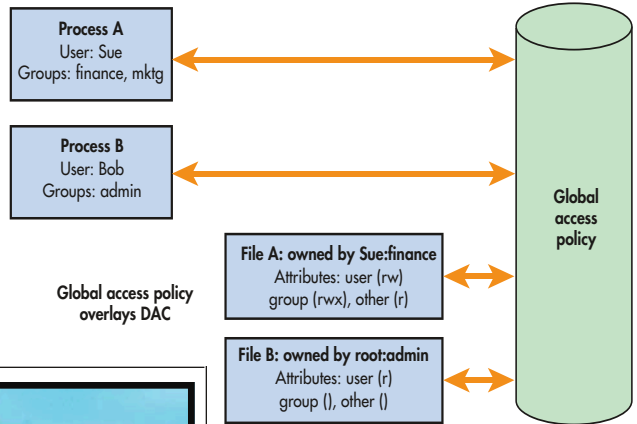 Process A
User: Sue
Groups: finance, mktg
Process B
User: Bob
Groups: admin
Global
access
policy
File A: owned by Sue:finance
Attributes: user (rw)
group (rwx), other (r)
Global access policy
overlays DAC
File B: owned by root:admin
Attributes: user (r)
group (), other ()